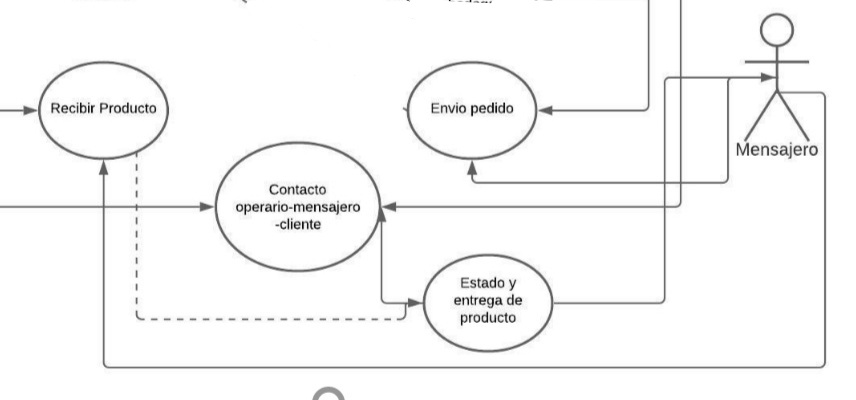 Recibir Producto
Envio pedido
Mensajero
Contacto
operario-mensajero
-cliente
Estado y
entrega de
producto